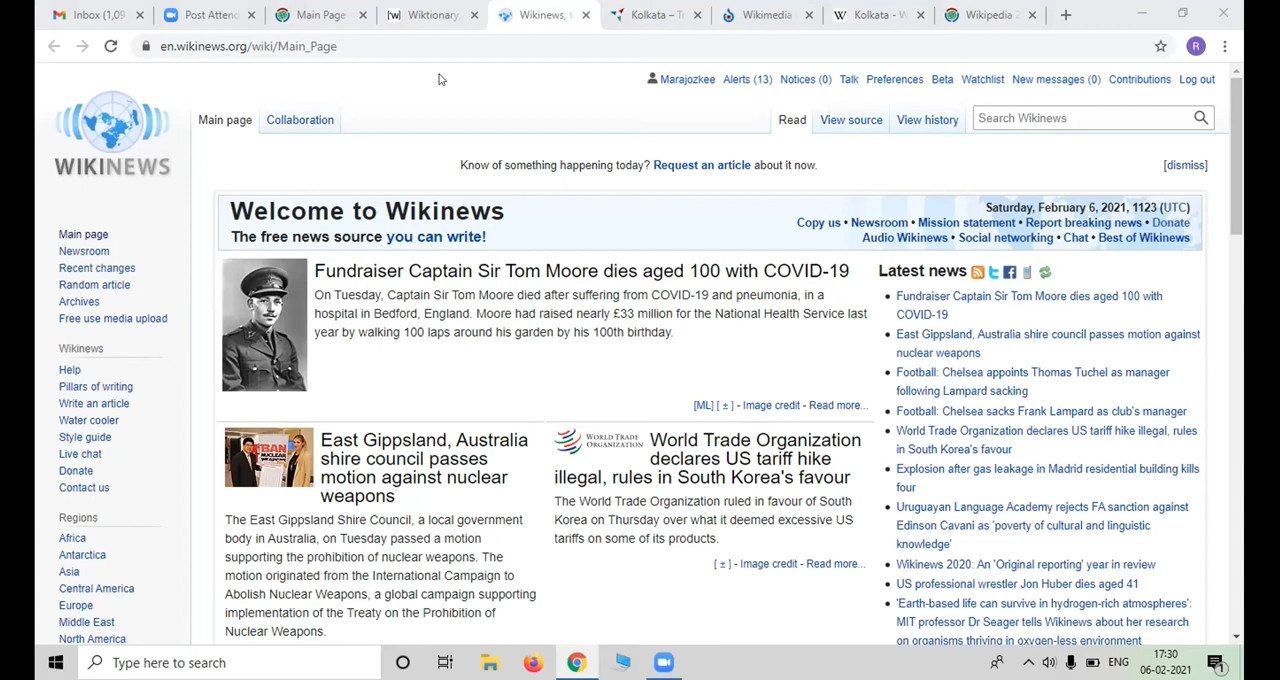 Inbox (1,09
Post Attend
Main Page
Wiktionary,
Wikinews, t
Kolkata – Tr
Wikimedia
Kolkata - W
Wikipedia 2
en.wikinews.org/wiki/Main_Page
R
Marajozkee Alerts (13) Notices (0) Talk Preferences Beta Watchlist New messages (0) Contributions Log out
Main page Collaboration Read View source View history Search Wikinews
WIKINEWS
Know of something happening today? Request an article about it now. [dismiss]
Main page
Newsroom
Recent changes
Random article
Archives
Free use media upload
Wikinews
Help
Pillars of writing
Write an article
Water cooler
Style guide
Live chat
Donate
Contact us
Regions
Africa
Antarctica
Asia
Central America
Europe
Middle East
North America
Welcome to Wikinews
The free news source you can write!
Saturday, February 6, 2021, 1123 (UTC)
Copy us • Newsroom • Mission statement • Report breaking news • Donate
Audio Wikinews • Social networking • Chat • Best of Wikinews
Fundraiser Captain Sir Tom Moore dies aged 100 with COVID-19
On Tuesday, Captain Sir Tom Moore died after suffering from COVID-19 and pneumonia, in a
hospital in Bedford, England. Moore had raised nearly £33 million for the National Health Service last
year by walking 100 laps around his garden by his 100th birthday.
[ML] [ ± ] - Image credit - Read more...
BAN
NUCLEAR
WEAPONS
East Gippsland, Australia
shire council passes
motion against nuclear
weapons
The East Gippsland Shire Council, a local government
body in Australia, on Tuesday passed a motion
supporting the prohibition of nuclear weapons. The
motion originated from the International Campaign to
Abolish Nuclear Weapons, a global campaign supporting
implementation of the Treaty on the Prohibition of
Nuclear Weapons.
WORLD TRADE
ORGANIZATION
World Trade Organization
declares US tariff hike
illegal, rules in South Korea's favour
The World Trade Organization ruled in favour of South
Korea on Thursday over what it deemed excessive US
tariffs on some of its products.
[ ± ] - Image credit - Read more...
Latest news
• Fundraiser Captain Sir Tom Moore dies aged 100 with
COVID-19
• East Gippsland, Australia shire council passes motion against
nuclear weapons
• Football: Chelsea appoints Thomas Tuchel as manager
following Lampard sacking
• Football: Chelsea sacks Frank Lampard as club's manager
• World Trade Organization declares US tariff hike illegal, rules
in South Korea's favour
• Explosion after gas leakage in Madrid residential building kills
four
• Uruguayan Language Academy rejects FA sanction against
Edinson Cavani as 'poverty of cultural and linguistic
knowledge'
• Wikinews 2020: An 'Original reporting' year in review
• US professional wrestler Jon Huber dies aged 41
• 'Earth-based life can survive in hydrogen-rich atmospheres':
MIT professor Dr Seager tells Wikinews about her research
on organisms thriving in oxygen-less environment
Type here to search
ENG
17:30
06-02-2021
1